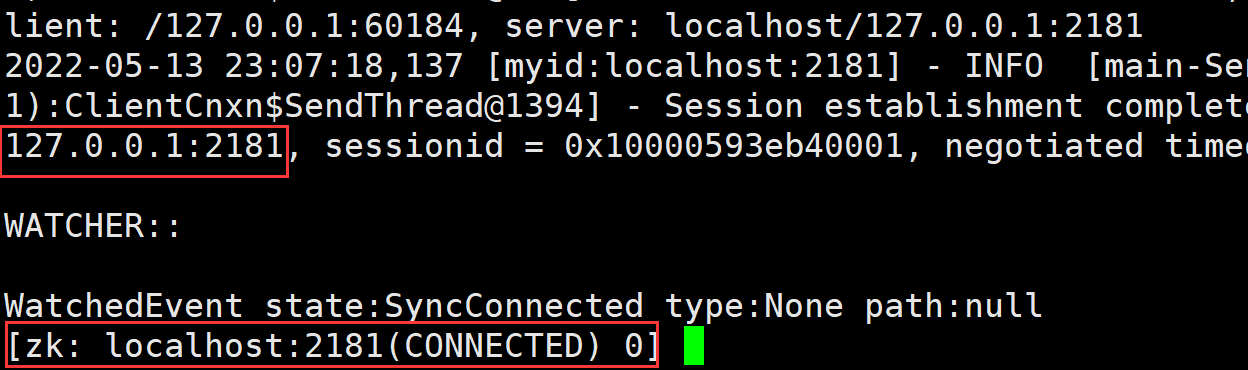 lient: /127.0.0.1:60184, server: localhost/127.0.0.1:2181
2022-05-13 23:07:18,137 [myid:localhost:2181] - INFO  [main-Sen
1):ClientCnxn$SendThread@1394] - Session establishment complete
127.0.0.1:2181, sessionid = 0x10000593eb40001, negotiated time
WATCHER::
WatchedEvent state:SyncConnected type:None path:null
[zk: localhost:2181(CONNECTED) 0]